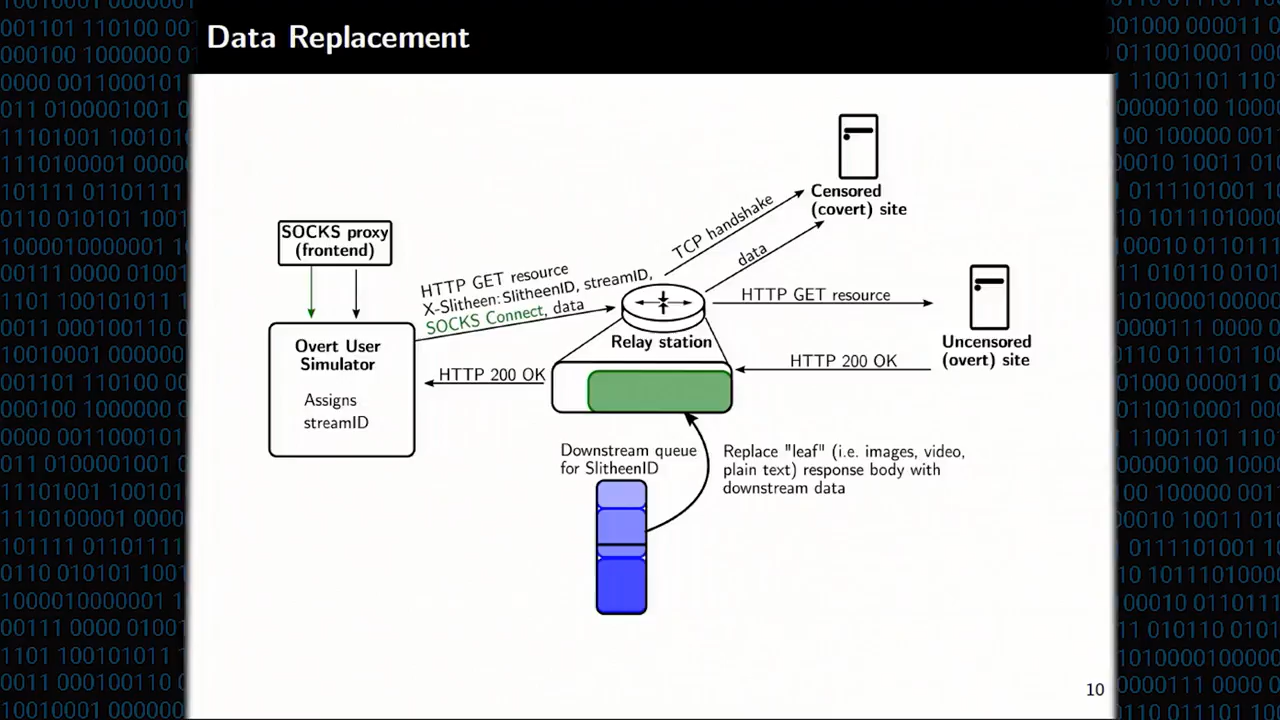 Data Replacement
Censored
(covert) site
SOCKS proxy
(frontend)
TCP handshake
data
HTTP GET resource
X-Slitheen: SlitheenID, streamID,
SOCKS Connect, data
HTTP GET resource
Relay station
Uncensored
(overt) site
Overt User
Simulator
Assigns
streamID
HTTP 200 OK
HTTP 200 OK
Downstream queue
for SlitheenID
Replace "leaf" (i.e. images, video,
plain text) response body with
downstream data
10